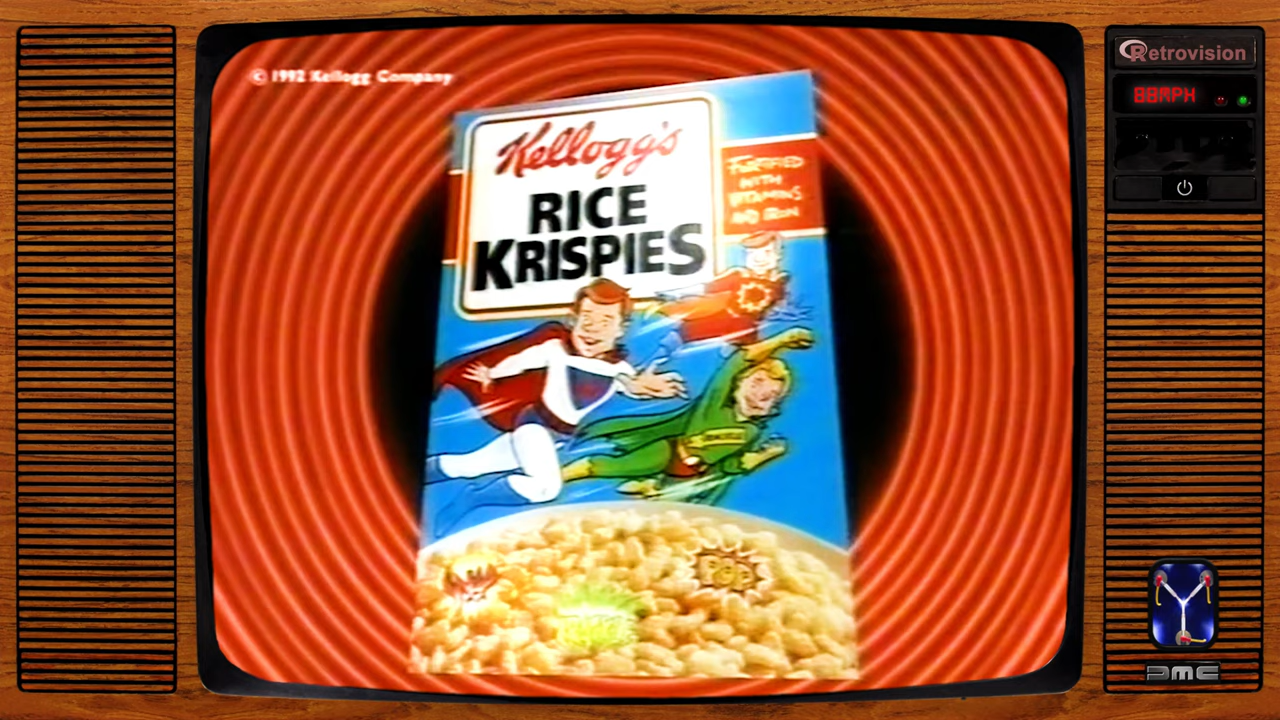 © 1992 Kellogg Company
Kellogg's
RICE
KRISPIES
FORTIFIED
WITH
VITAMINS
AND IRON
POP
Retrovision
88MPH
DMC